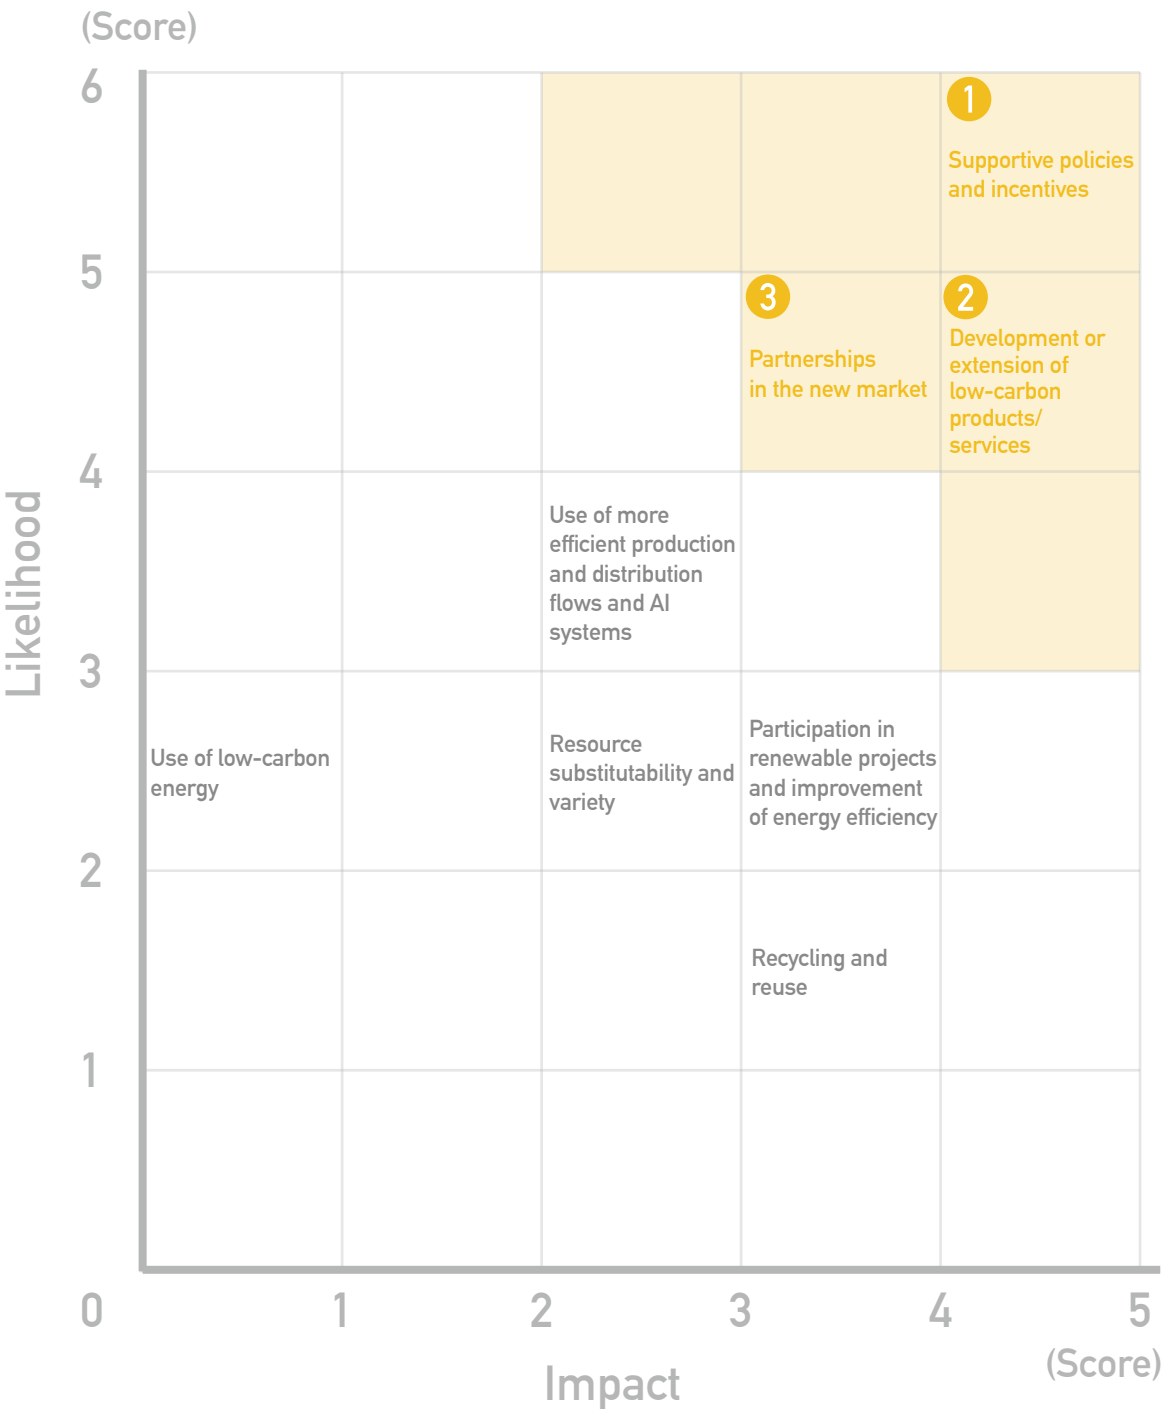 (Score)
6
1
Supportive policies
and incentives
5
3
Partnerships
in the new market
2
Development or
extension of
low-carbon
products/
services
4
Use of more
efficient production
and distribution
flows and AI
systems
Likelihood
3
Use of low-carbon
energy
Resource
substitutability and
variety
Participation in
renewable projects
and improvement
of energy efficiency
2
Recycling and
reuse
1
0
1
2
3
4
5
(Score)
Impact